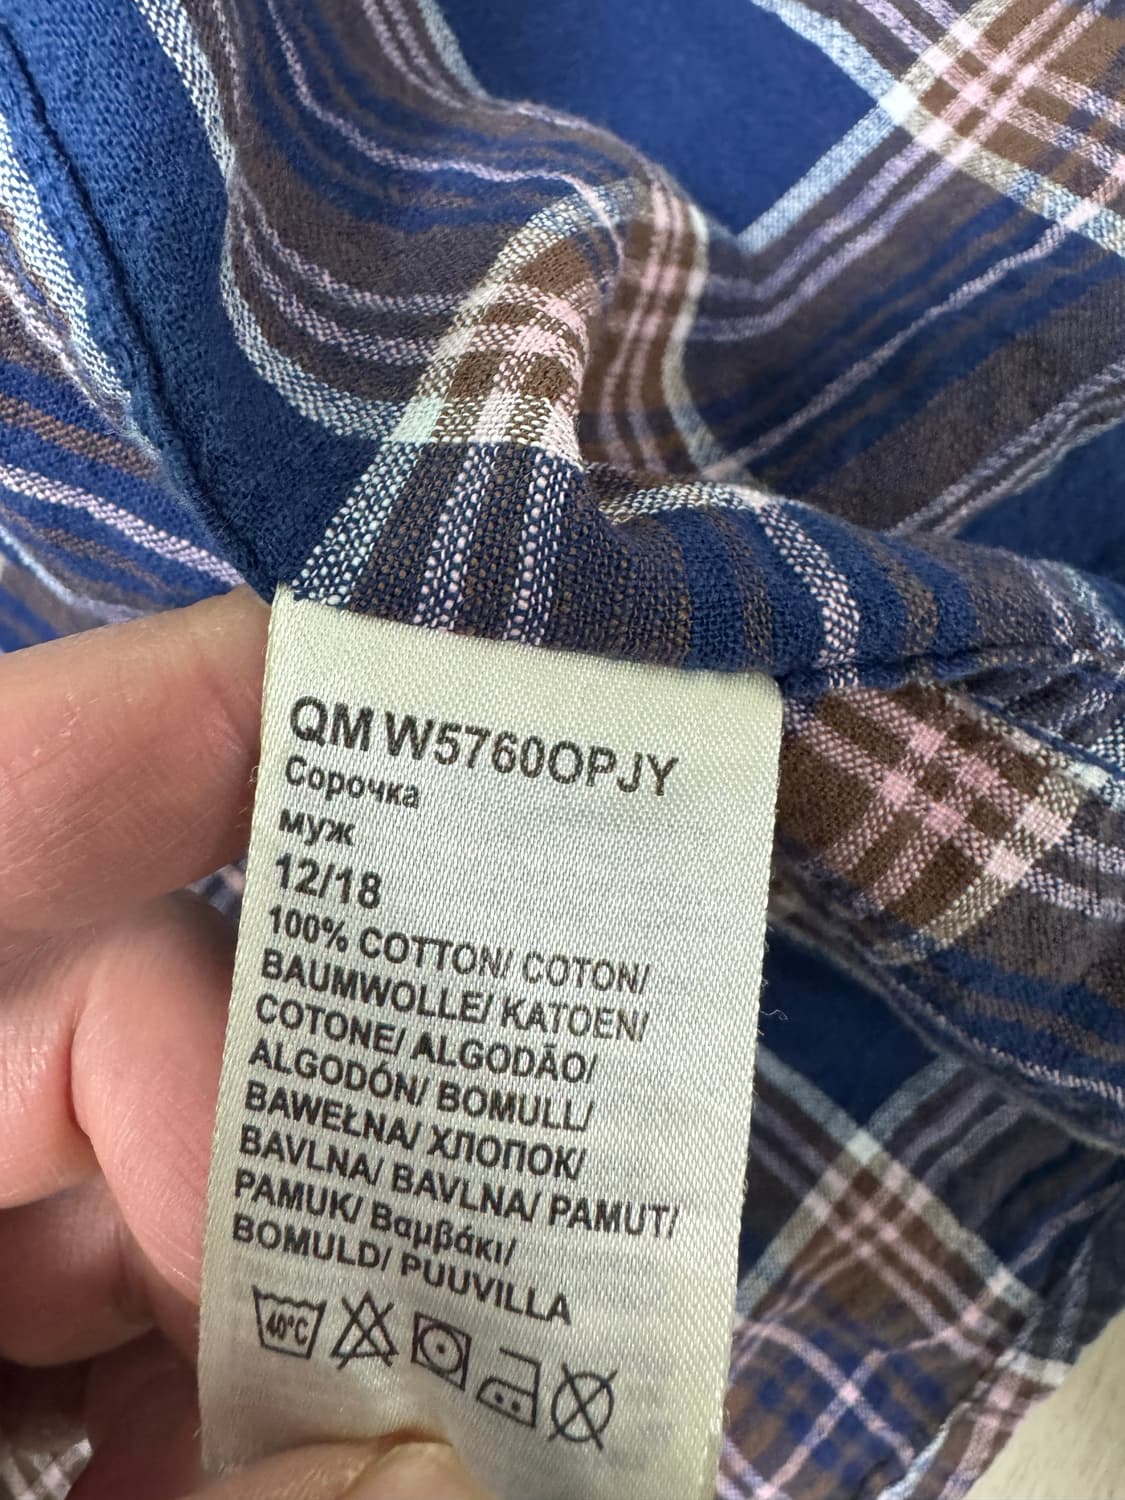 QM W5760OPJY
Сорочка
муж
12/18
100% COTTON/ COTON/
BAUMWOLLE/ KATOEN/
COTONE/ ALGODÃO/
ALGODÓN/ BOMULL/
BAWEŁNA/ ХЛОПОК/
BAVLNA/ BAVLNA/ PAMUT/
PAMUK/ Βαμβάκι/
BOMULD/ PUUVILLA
40°C